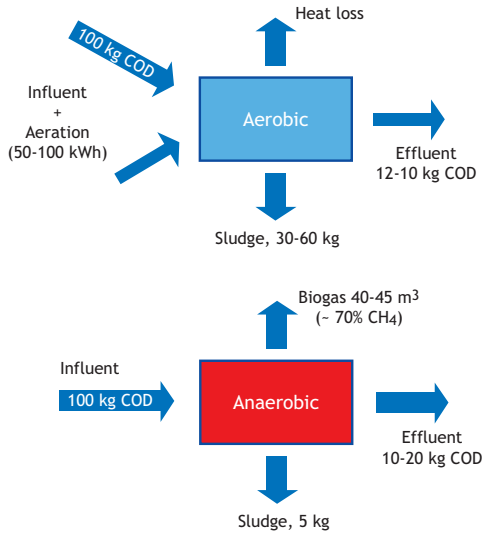 Heat loss
100 kg COD
Influent
+
Aeration
(50-100 kWh)
Aerobic
Effluent
12-10 kg COD
Sludge, 30-60 kg
Biogas 40-45 m³
(~ 70% CH₄)
Influent
100 kg COD
Anaerobic
Effluent
10-20 kg COD
Sludge, 5 kg